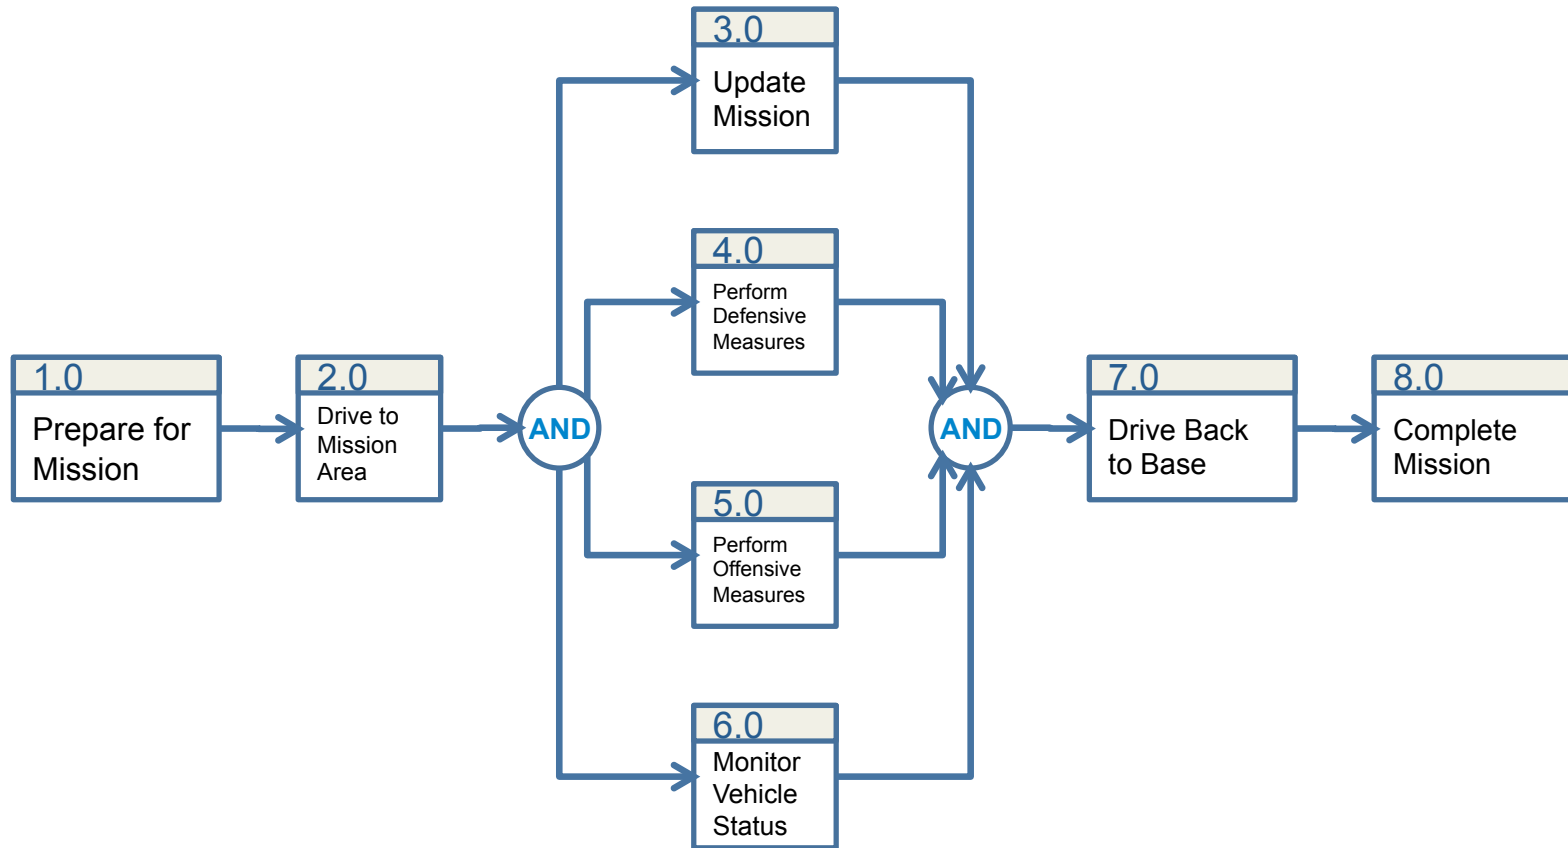 1.0
Prepare for
Mission
2.0
Drive to
Mission
Area
AND
3.0
Update
Mission
4.0
Perform
Defensive
Measures
5.0
Perform
Offensive
Measures
6.0
Monitor
Vehicle
Status
AND
7.0
Drive Back
to Base
8.0
Complete
Mission